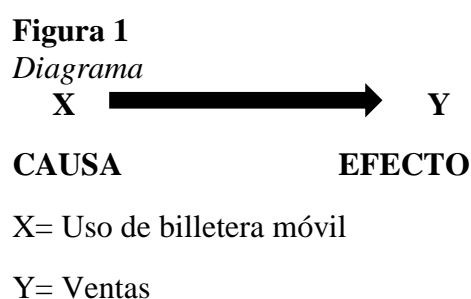 Figura 1
Diagrama
X Y
CAUSA EFECTO
X= Uso de billetera móvil
Y= Ventas